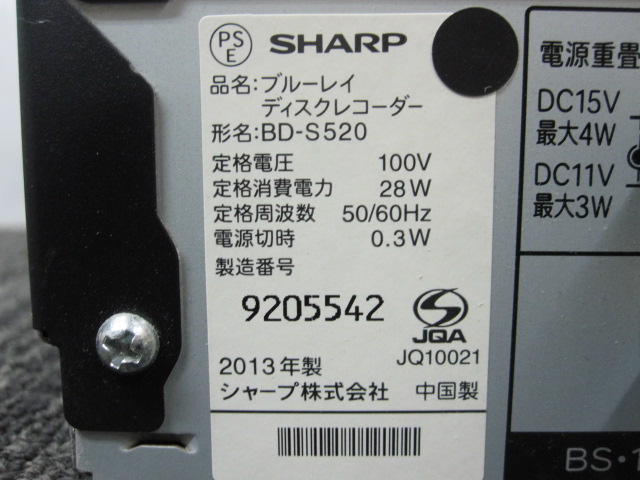 PS
E
SHARP
品名:ブルーレイ
ディスクレコーダー
形名:BD-S520
定格電圧 100V
定格消費電力 28W
定格周波数 50/60Hz
電源切時 0.3W
製造番号
9205542
JQA
JQ10021
2013年製
シャープ株式会社 中国製
電源重畳
DC15V
最大4W
DC11V
最大3W
BS・1